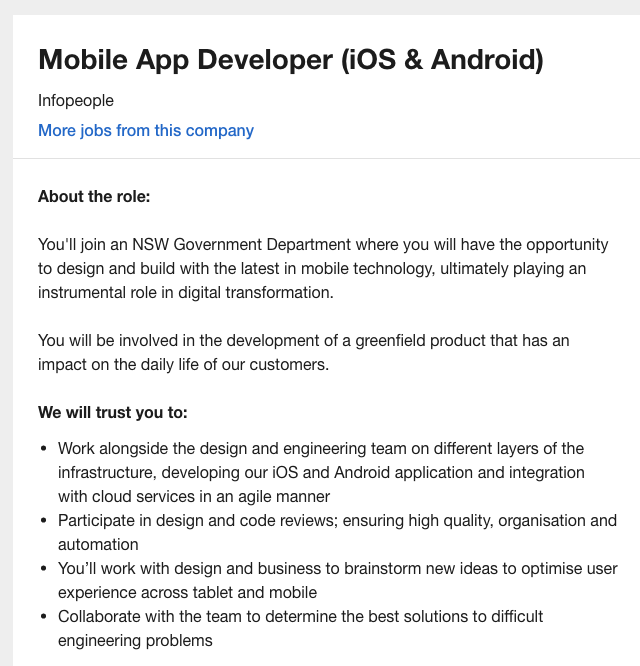 Mobile App Developer (iOS & Android)
Infopeople
More jobs from this company
About the role:
You'll join an NSW Government Department where you will have the opportunity
to design and build with the latest in mobile technology, ultimately playing an
instrumental role in digital transformation.
You will be involved in the development of a greenfield product that has an
impact on the daily life of our customers.
We will trust you to:
• Work alongside the design and engineering team on different layers of the
infrastructure, developing our iOS and Android application and integration
with cloud services in an agile manner
• Participate in design and code reviews; ensuring high quality, organisation and
automation
• You’ll work with design and business to brainstorm new ideas to optimise user
experience across tablet and mobile
• Collaborate with the team to determine the best solutions to difficult
engineering problems